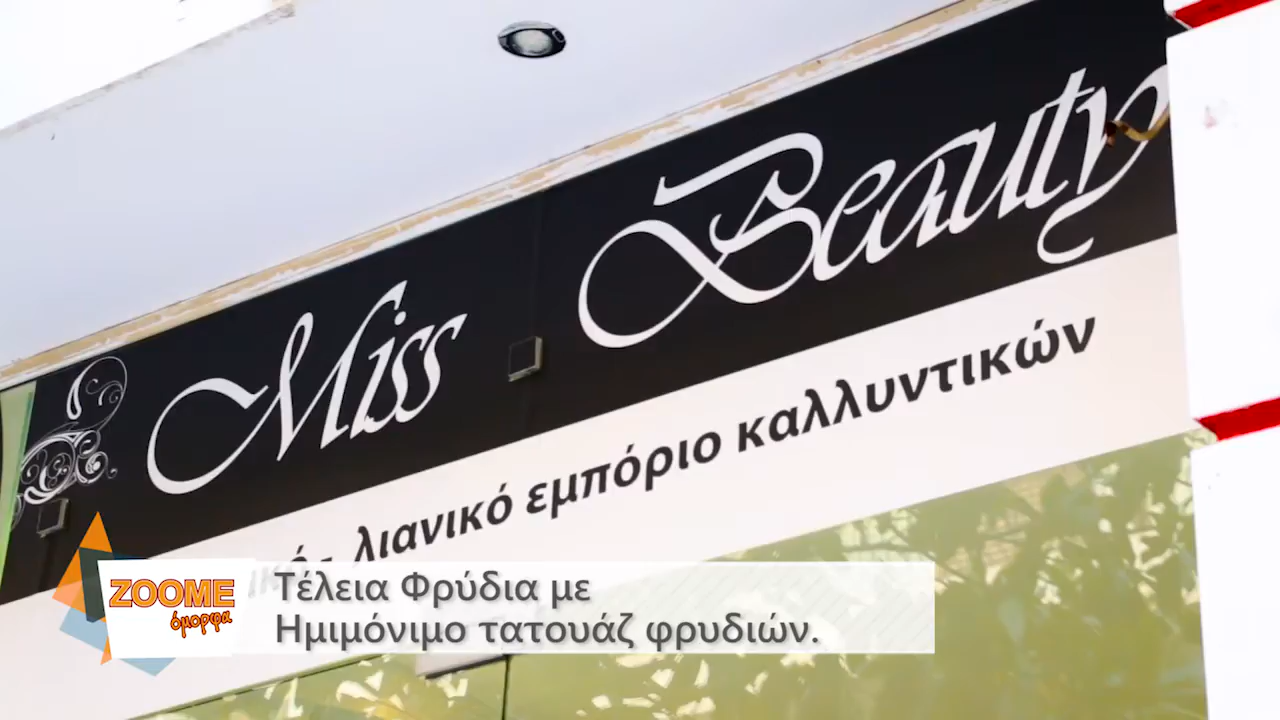 Miss Beauty
λιανικό εμπόριο καλλυντικών
ZOOME
όμορφα
Τέλεια Φρύδια με
Ημιμόνιμο τατουάζ φρυδιών.